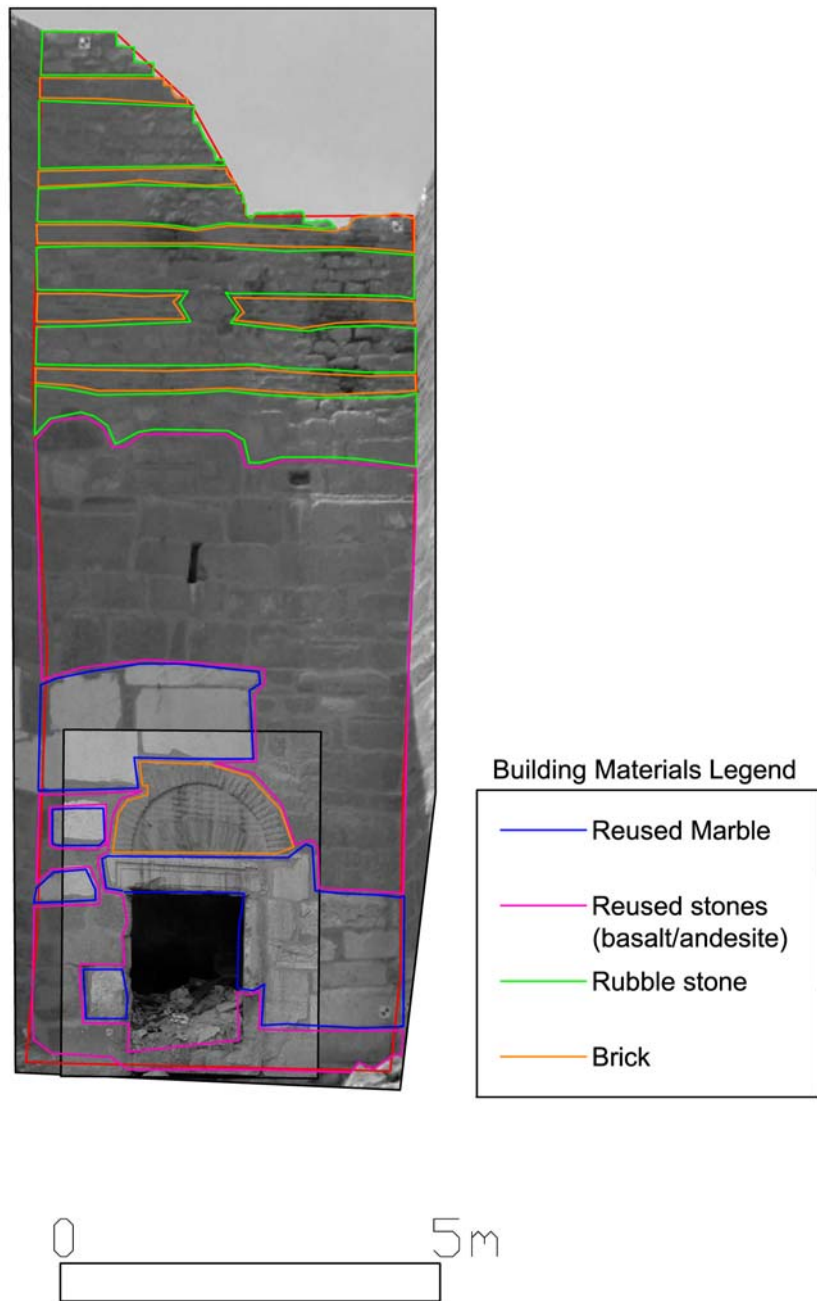 Building Materials Legend
Reused Marble
Reused stones
(basalt/andesite)
Rubble stone
Brick
0 5m